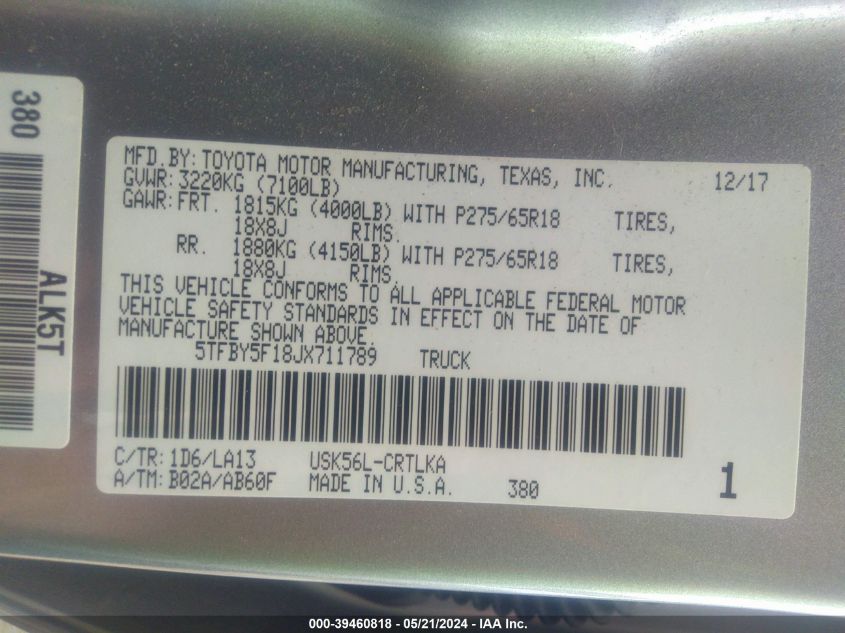 380
ALK5T
MFD.BY: TOYOTA MOTOR MANUFACTURING, TEXAS, INC. 12/17
GVWR: 3220KG (7100LB)
GAWR: FRT. 1815KG (4000LB) WITH P275/65R18 TIRES,
18X8J RIMS.
RR. 1880KG (4150LB) WITH P275/65R18 TIRES,
18X8J RIMS.
THIS VEHICLE CONFORMS TO ALL APPLICABLE FEDERAL MOTOR
VEHICLE SAFETY STANDARDS IN EFFECT ON THE DATE OF
MANUFACTURE SHOWN ABOVE.
5TFBY5F18JX711789 TRUCK
C/TR: 1D6/LA13 USK56L-CRTLKA
A/TM: B02A/AB60F MADE IN U.S.A. 380 1
000-39460818 - 05/21/2024 - IAA Inc.